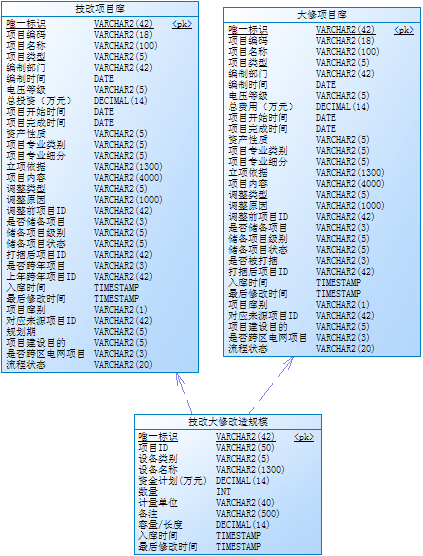 技改项目库
唯一标识 VARCHAR2(42) <pk>
项目编码 VARCHAR2(18)
项目名称 VARCHAR2(100)
项目类型 VARCHAR2(5)
编制部门 VARCHAR2(42)
编制时间 DATE
电压等级 VARCHAR2(5)
总投资（万元） DECIMAL(14)
项目开始时间 DATE
项目完成时间 DATE
资产性质 VARCHAR2(5)
项目专业类别 VARCHAR2(5)
项目专业细分 VARCHAR2(5)
立项依据 VARCHAR2(1300)
项目内容 VARCHAR2(4000)
调整类型 VARCHAR2(5)
调整原因 VARCHAR2(1000)
调整前项目ID VARCHAR2(42)
是否储备项目 VARCHAR2(3)
储备项目级别 VARCHAR2(5)
储备项目状态 VARCHAR2(5)
打捆后项目ID VARCHAR2(42)
是否跨年项目 VARCHAR2(3)
上年跨年项目ID VARCHAR2(42)
入库时间 TIMESTAMP
最后修改时间 TIMESTAMP
项目库别 VARCHAR2(1)
对应来源项目ID VARCHAR2(42)
规划期 VARCHAR2(5)
项目建设目的 VARCHAR2(5)
是否跨区电网项目 VARCHAR2(3)
流程状态 VARCHAR2(20)
大修项目库
唯一标识 VARCHAR2(42) <pk>
项目编码 VARCHAR2(18)
项目名称 VARCHAR2(100)
项目类型 VARCHAR2(5)
编制部门 VARCHAR2(42)
编制时间 DATE
电压等级 VARCHAR2(5)
总费用（万元） DECIMAL(14)
项目开始时间 DATE
项目完成时间 DATE
资产性质 VARCHAR2(5)
项目专业类别 VARCHAR2(5)
项目专业细分 VARCHAR2(5)
立项依据 VARCHAR2(1300)
项目内容 VARCHAR2(4000)
调整类型 VARCHAR2(5)
调整原因 VARCHAR2(1000)
调整前项目ID VARCHAR2(42)
是否储备项目 VARCHAR2(3)
储备项目级别 VARCHAR2(5)
储备项目状态 VARCHAR2(5)
是否被打捆 VARCHAR2(3)
打捆后项目ID VARCHAR2(42)
入库时间 TIMESTAMP
最后修改时间 TIMESTAMP
项目库别 VARCHAR2(1)
对应来源项目ID VARCHAR2(42)
项目建设目的 VARCHAR2(5)
是否跨区电网项目 VARCHAR2(3)
流程状态 VARCHAR2(20)
技改大修改造规模
唯一标识 VARCHAR2(42) <pk>
项目ID VARCHAR2(50)
设备类别 VARCHAR2(5)
设备名称 VARCHAR2(1300)
资金计划(万元) DECIMAL(14)
数量 INT
计量单位 VARCHAR2(40)
备注 VARCHAR2(500)
容量/长度 DECIMAL(14)
入库时间 TIMESTAMP
最后修改时间 TIMESTAMP